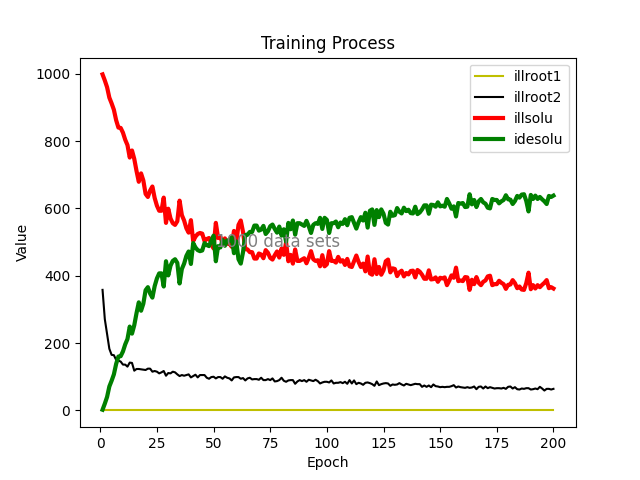 Training Process
Value
1000
800
600
400
200
0
illroot1
illroot2
illsolu
idesolu
1000 data sets
0 25 50 75 100 125 150 175 200
Epoch